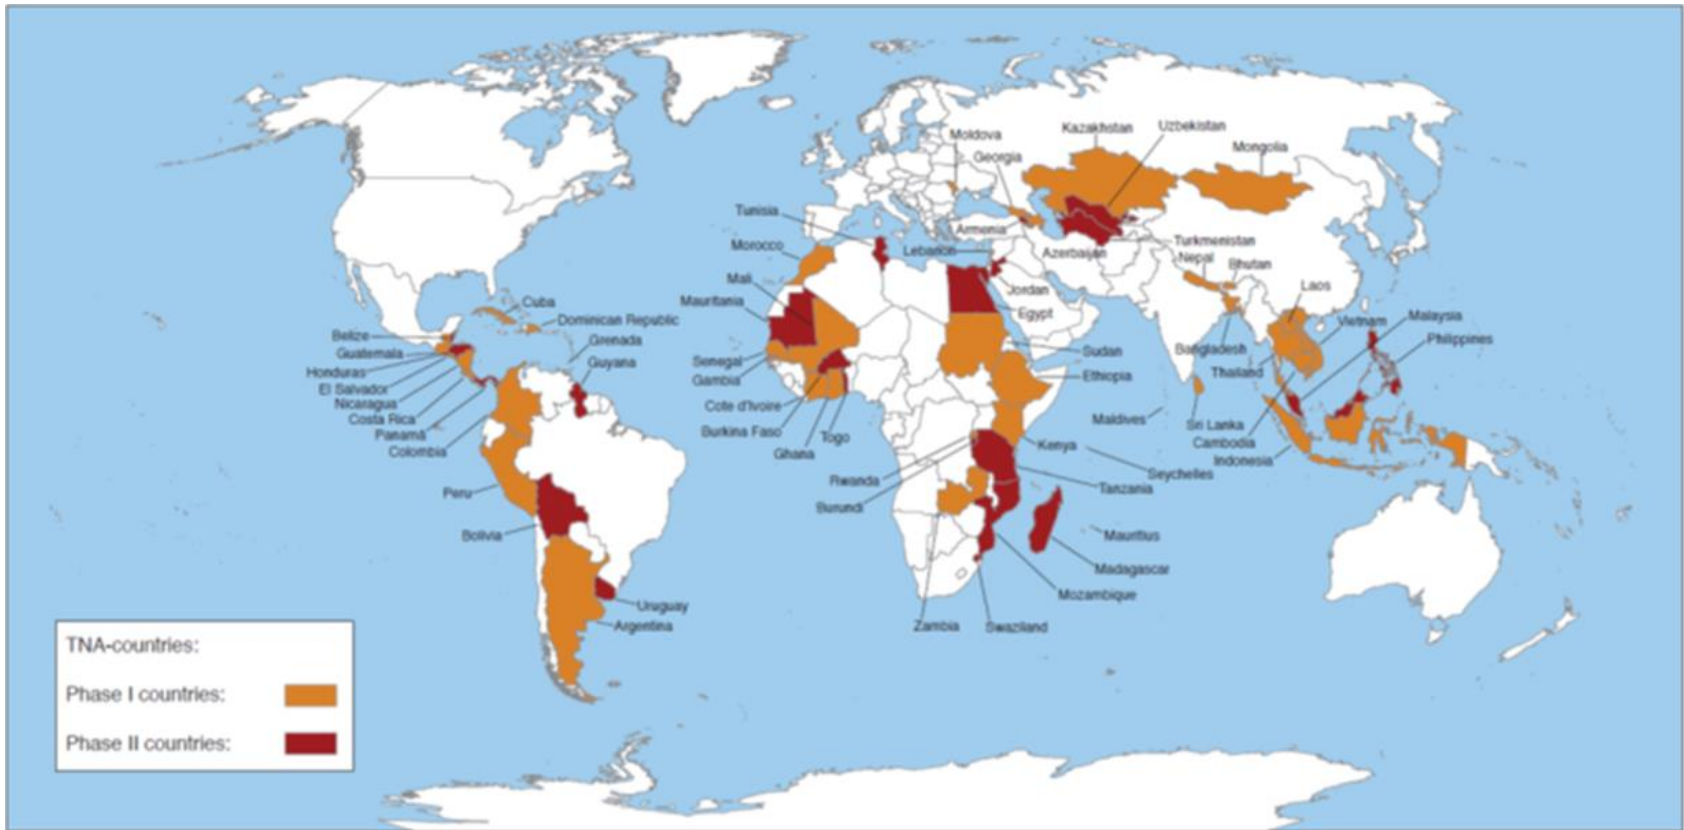 Moldova
Kazakhstan
Uzbekistan
Georgia
Mongolia
Tunisia
Armenia
Morocco
Lebanon
Azerbaijan
Turkmenistan
Nepal
Bhutan
Mali
Mauritania
Jordan
Laos
Cuba
Egypt
Dominican Republic
Vietnam
Malaysia
Belize
Grenada
Philippines
Guatemala
Guyana
Senegal
Sudan
Bangladesh
Honduras
Gambia
Ethiopia
Thailand
El Salvador
Nicaragua
Cote d'Ivoire
Costa Rica
Maldives
Sri Lanka
Panama
Burkina Faso
Togo
Kenya
Cambodia
Colombia
Ghana
Indonesia
Rwanda
Seychelles
Peru
Tanzania
Burundi
Bolivia
Mauritius
Madagascar
Mozambique
Uruguay
Argentina
Zambia
Swaziland
TNA-countries:
Phase I countries:
Phase II countries: